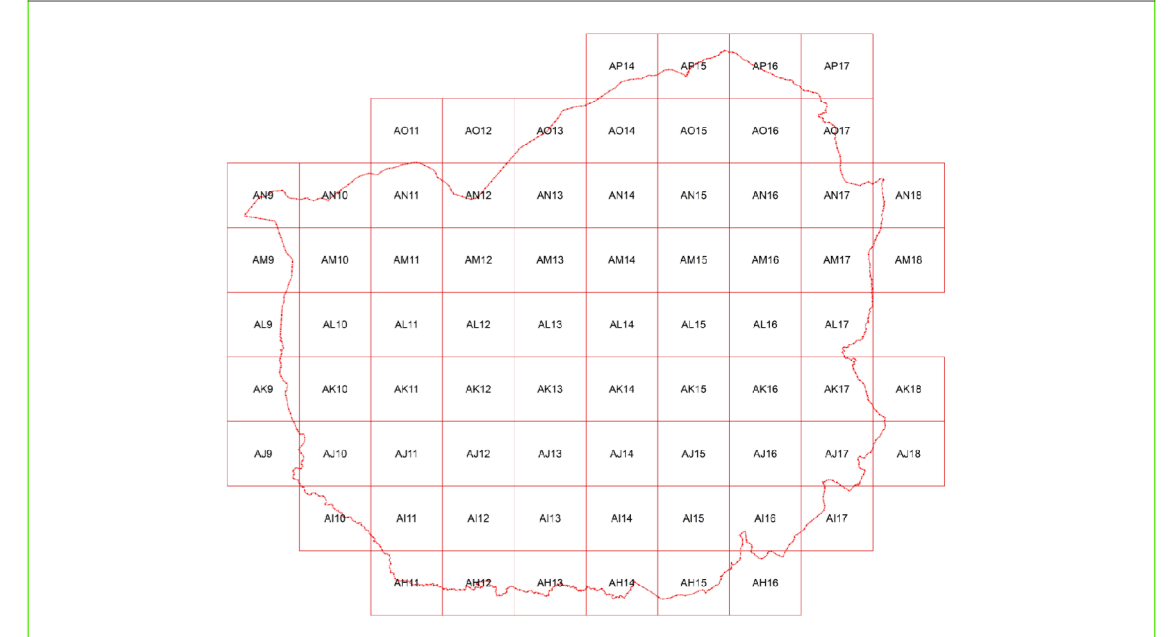 AP14 AP15 AP16 AP17
AO11 AO12 AO13 AO14 AO15 AO16 AO17
AN9 AN10 AN11 AN12 AN13 AN14 AN15 AN16 AN17 AN18
AM9 AM10 AM11 AM12 AM13 AM14 AM15 AM16 AM17 AM18
AL9 AL10 AL11 AL12 AL13 AL14 AL15 AL16 AL17
AK9 AK10 AK11 AK12 AK13 AK14 AK15 AK16 AK17 AK18
AJ9 AJ10 AJ11 AJ12 AJ13 AJ14 AJ15 AJ16 AJ17 AJ18
AI10 AI11 AI12 AI13 AI14 AI15 AI16 AI17
AH11 AH12 AH13 AH14 AH15 AH16